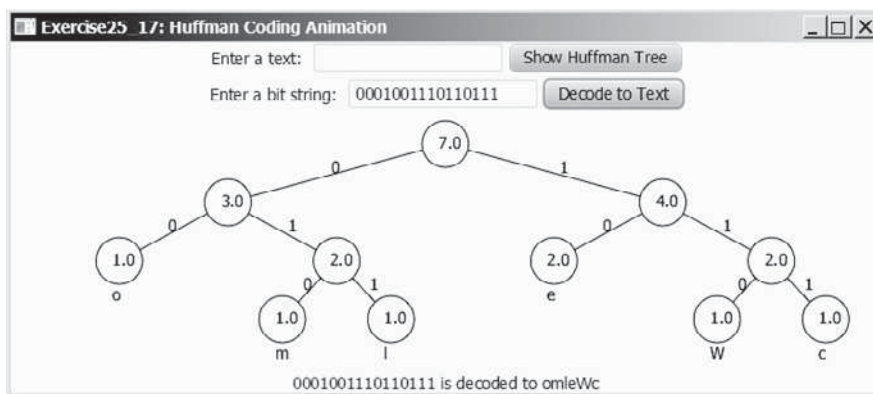 Exercise25_17: Huffman Coding Animation
Enter a text: Show Huffman Tree
Enter a bit string: 0001001110110111 Decode to Text
7.0
0 1
3.0 4.0
0 1 0 1
1.0 2.0 2.0 2.0
o 0 1 e 0 1
1.0 1.0 1.0 1.0
m l W c
0001001110110111 is decoded to omleWc